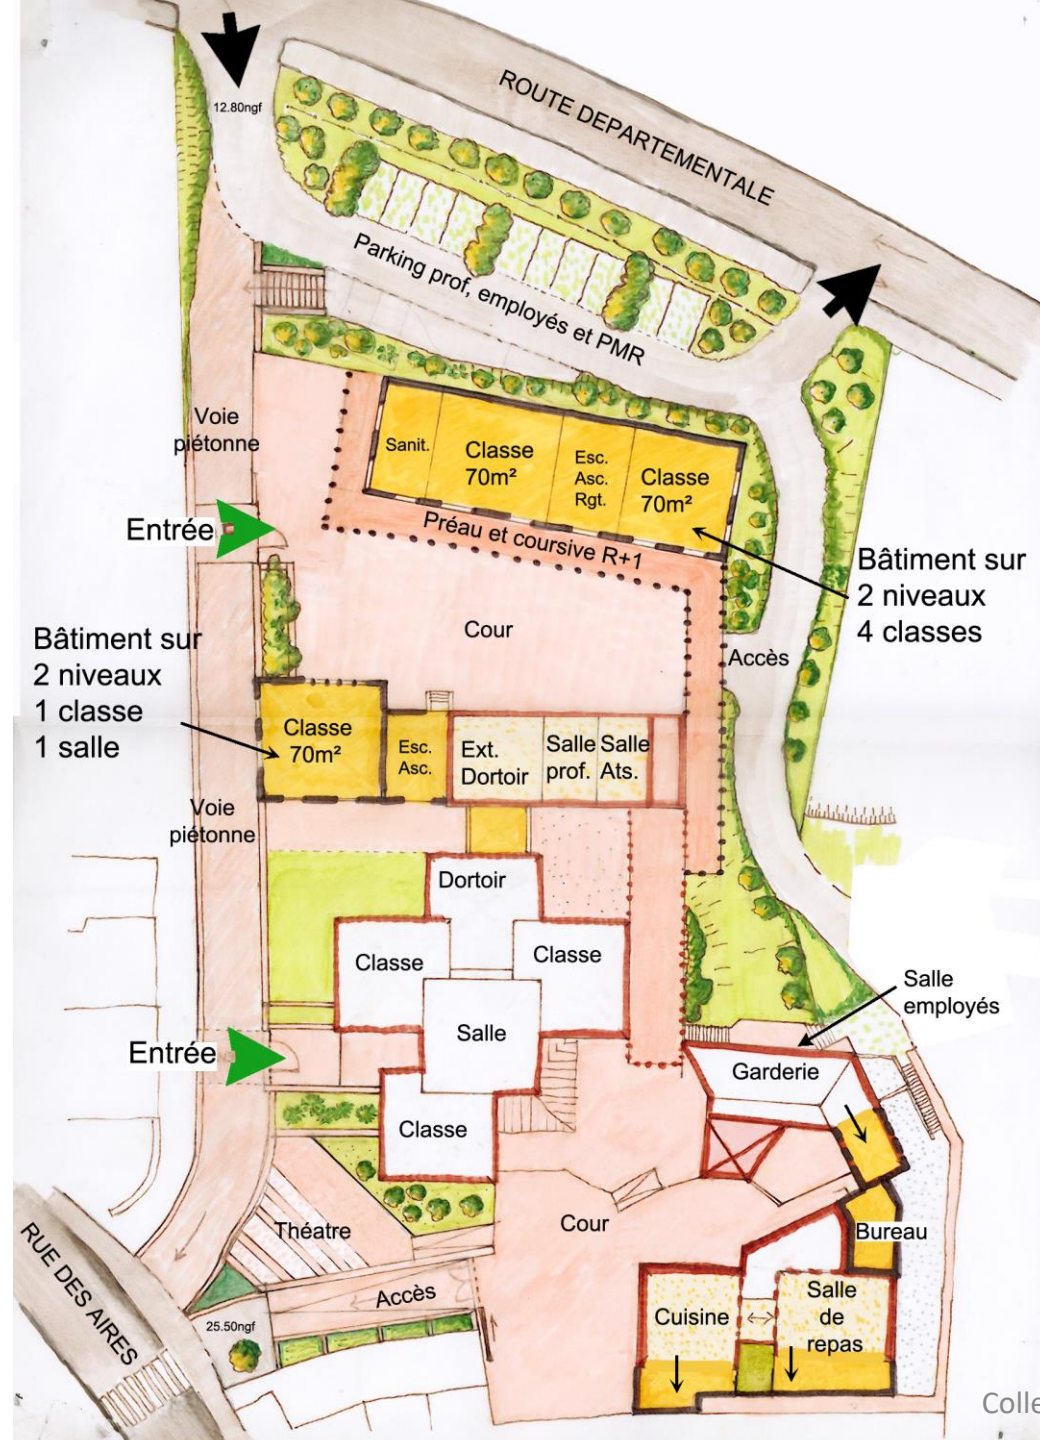 12.80ngf
ROUTE DEPARTEMENTALE
Parking prof, employés et PMR
Voie
piétonne
Sanit.
Classe
70m²
Esc.
Asc.
Rgt.
Classe
70m²
Entrée
Préau et coursive R+1
Bâtiment sur
2 niveaux
4 classes
Cour
Accès
Bâtiment sur
2 niveaux
1 classe
1 salle
Classe
70m²
Esc.
Asc.
Ext.
Dortoir
Salle
prof.
Salle
Ats.
Voie
piétonne
Dortoir
Classe
Classe
Salle
employés
Salle
Entrée
Garderie
Classe
Théatre
Cour
Bureau
RUE DES AIRES
Accès
Cuisine
Salle
de
repas
25.50ngf
Colle